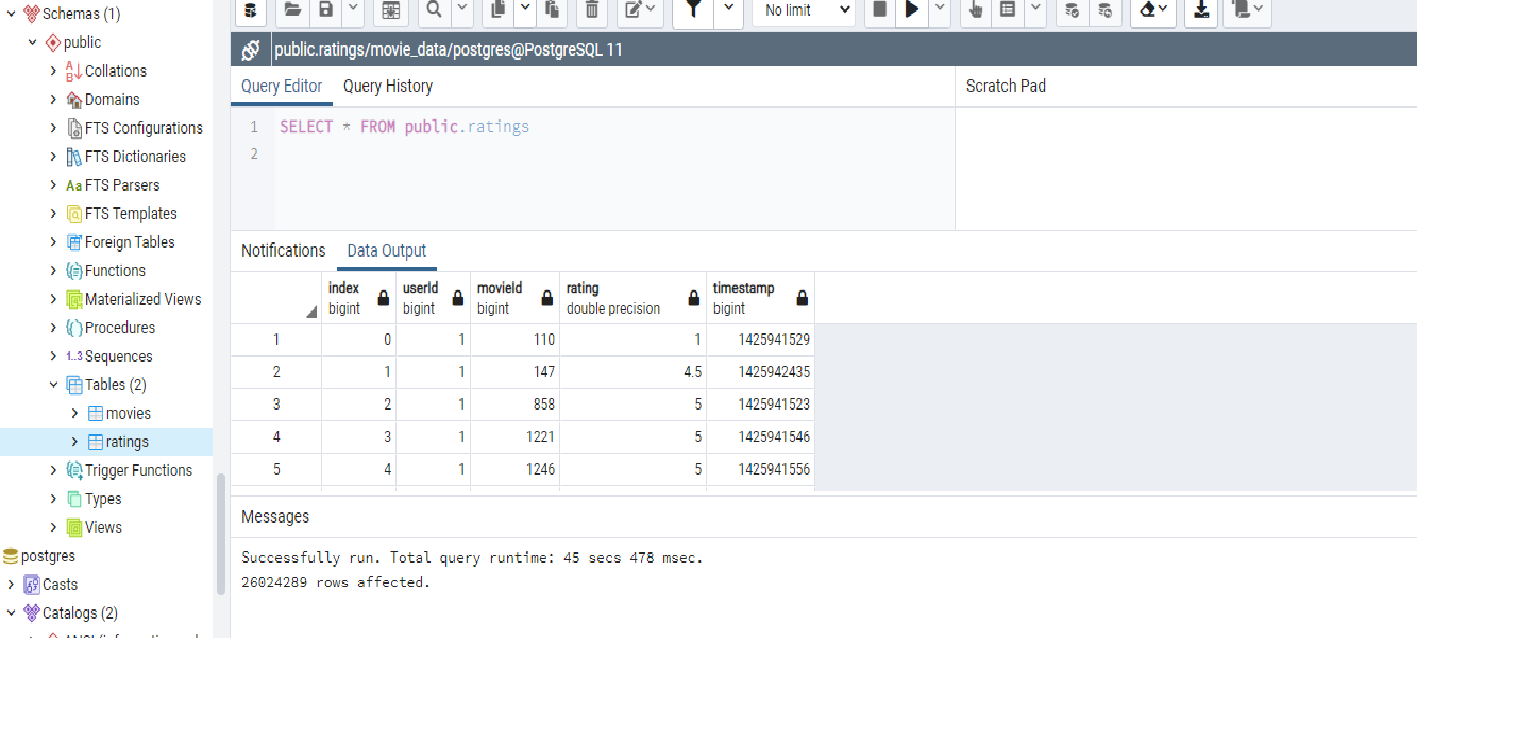 Schemas (1)
public
Collations
Domains
FTS Configurations
FTS Dictionaries
Aa FTS Parsers
FTS Templates
Foreign Tables
Functions
Materialized Views
Procedures
1..3 Sequences
Tables (2)
movies
ratings
Trigger Functions
Types
Views
postgres
Casts
Catalogs (2)
No limit
public.ratings/movie_data/postgres@PostgreSQL 11
Query Editor Query History
Scratch Pad
1 SELECT * FROM public.ratings
2
Notifications Data Output
index userId movieId rating timestamp
bigint bigint bigint double precision bigint
1 0 1 110 1 1425941529
2 1 1 147 4.5 1425942435
3 2 1 858 5 1425941523
4 3 1 1221 5 1425941546
5 4 1 1246 5 1425941556
Messages
Successfully run. Total query runtime: 45 secs 478 msec.
26024289 rows affected.